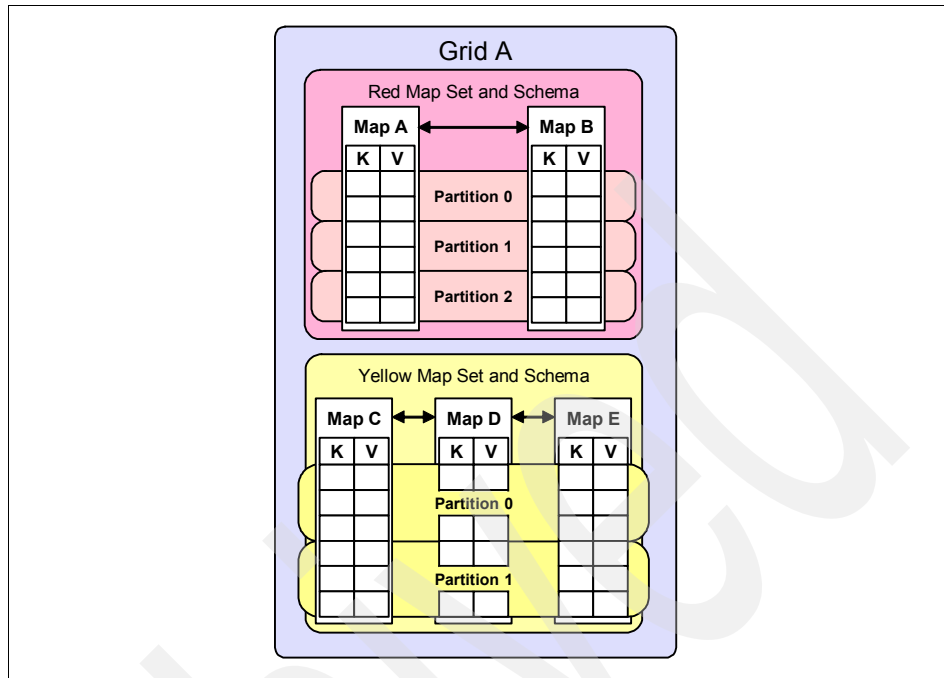 Grid A
Red Map Set and Schema
Map A Map B
K V K V
Partition 0
Partition 1
Partition 2
Yellow Map Set and Schema
Map C Map D Map E
K V K V K V
Partition 0
Partition 1